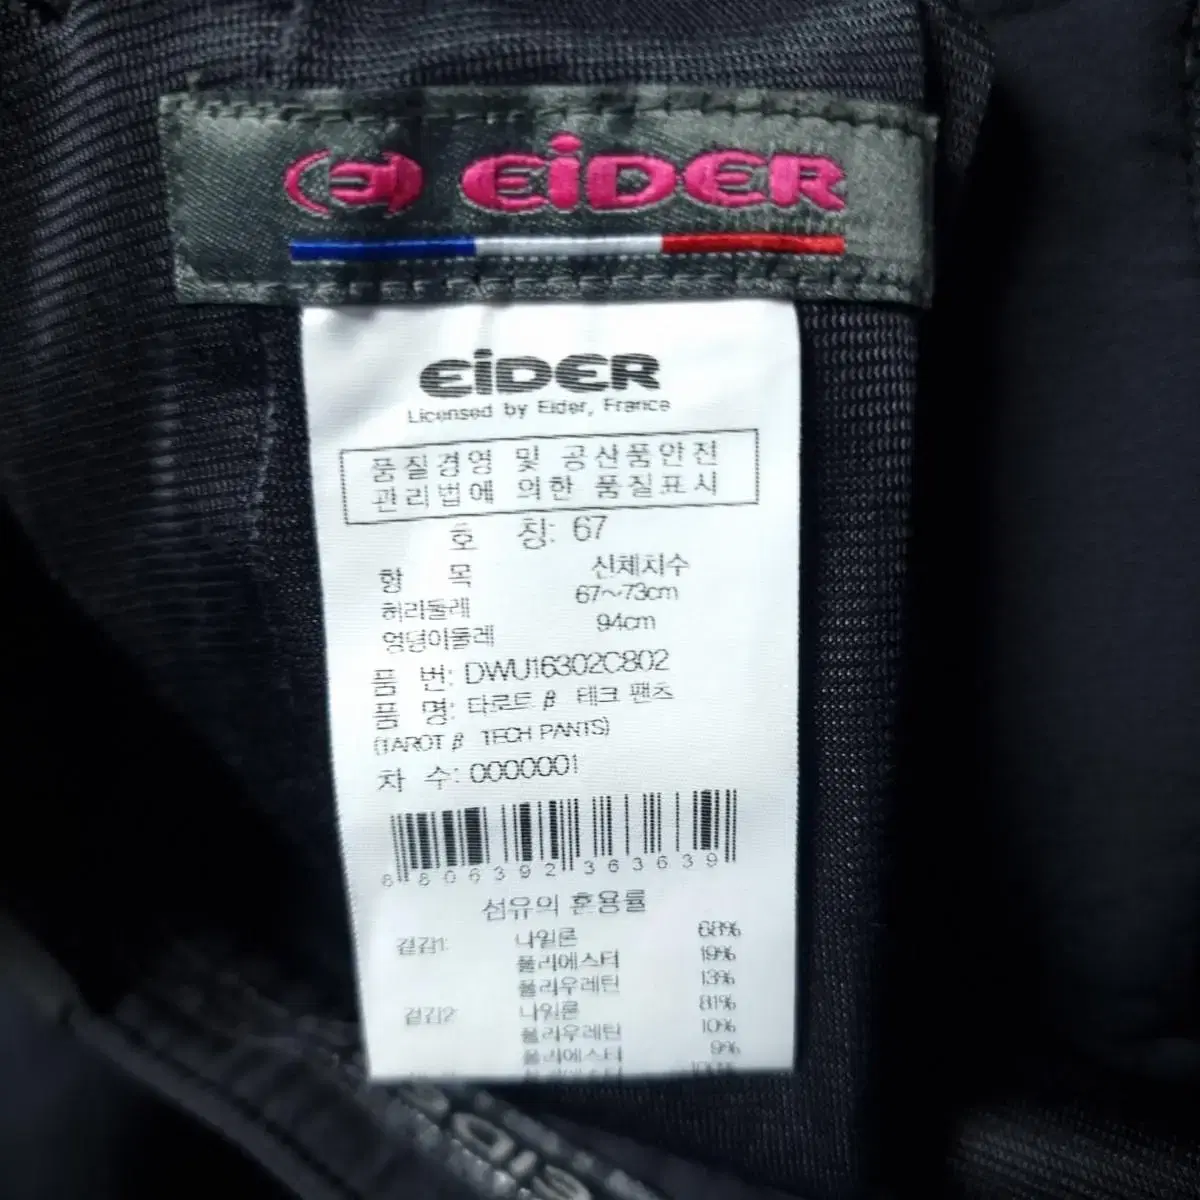 EiDER
EiDER
Licensed by Eider, France
품질경영 및 공산품안전
관리법에 의한 품질표시
호 칭: 67
항 목 신체치수
허리둘레 67~73cm
엉덩이둘레 94cm
품 번: DWU16302C802
품 명: 타로트 β 테크 팬츠
(TAROT β TECH PANTS)
차 수: 0000001
8 806392 363639
섬유의 혼용률
겉감1: 나일론 68%
폴리에스터 19%
폴리우레탄 13%
겉감2: 나일론 81%
폴리우레탄 10%
폴리에스터 9%
100%